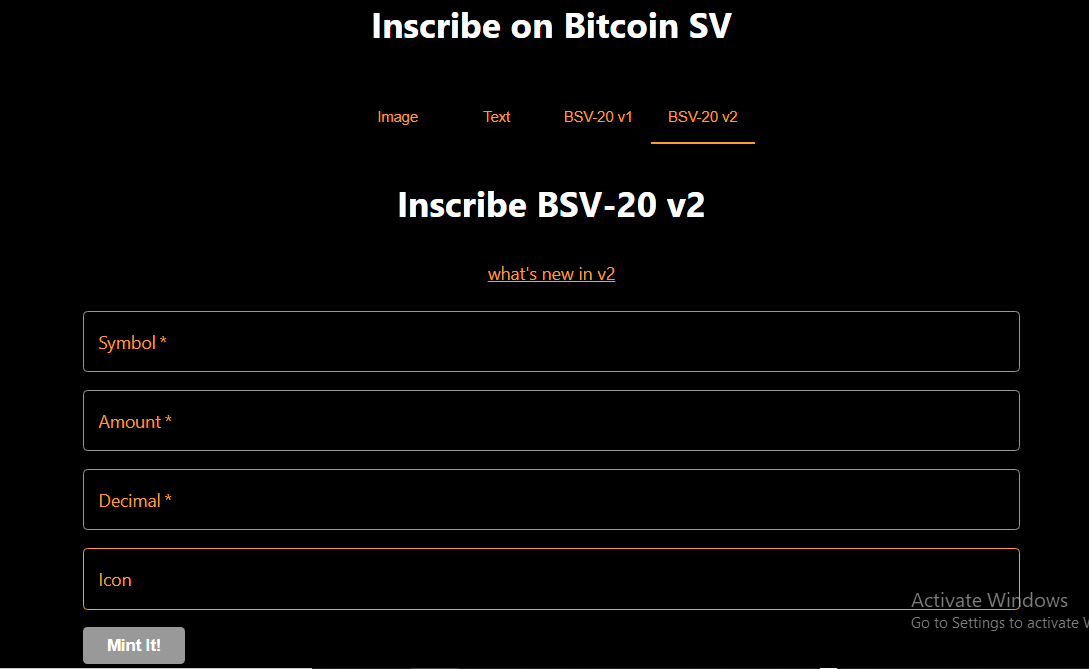 Inscribe on Bitcoin SV
Image Text BSV-20 v1 BSV-20 v2
Inscribe BSV-20 v2
what's new in v2
Symbol *
Amount *
Decimal *
Icon
Activate Windows
Go to Settings to activate W
Mint It!